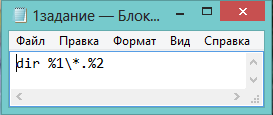 1задание — Блок...
Файл Правка Формат Вид Справка
dir %1\*.%2